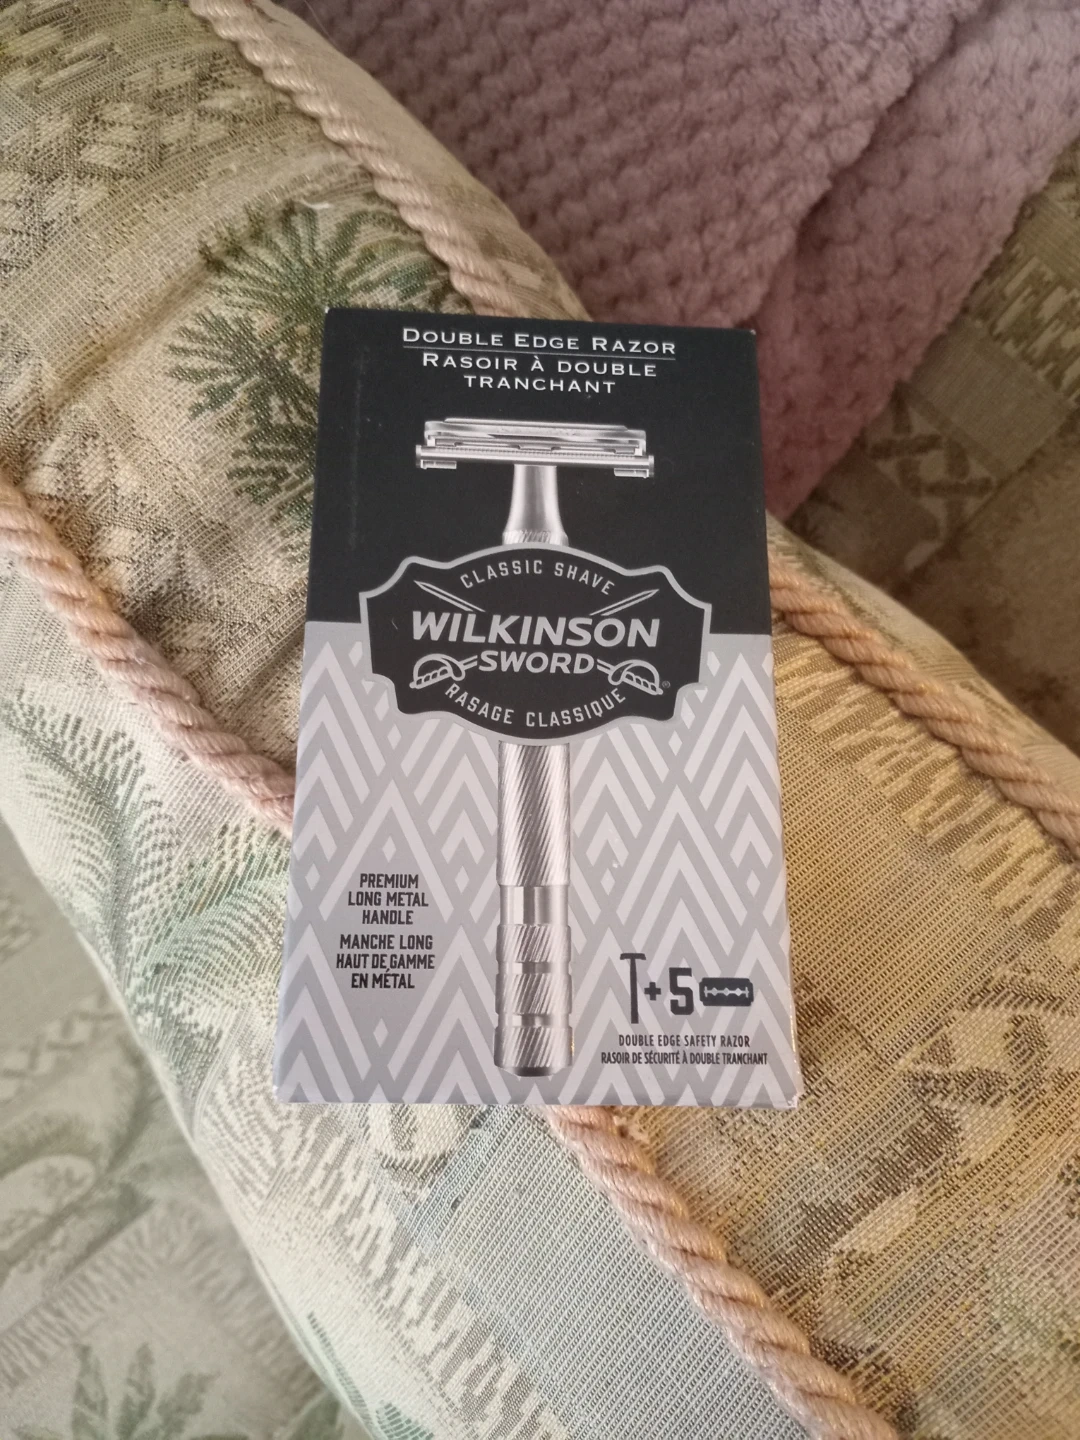 DOUBLE EDGE RAZOR
RASOIR À DOUBLE
TRANCHANT
CLASSIC SHAVE
WILKINSON
SWORD
®
RASAGE CLASSIQUE
PREMIUM
LONG METAL
HANDLE
MANCHE LONG
HAUT DE GAMME
EN MÉTAL
+ 5
DOUBLE EDGE SAFETY RAZOR
RASOIR DE SÉCURITÉ À DOUBLE TRANCHANT